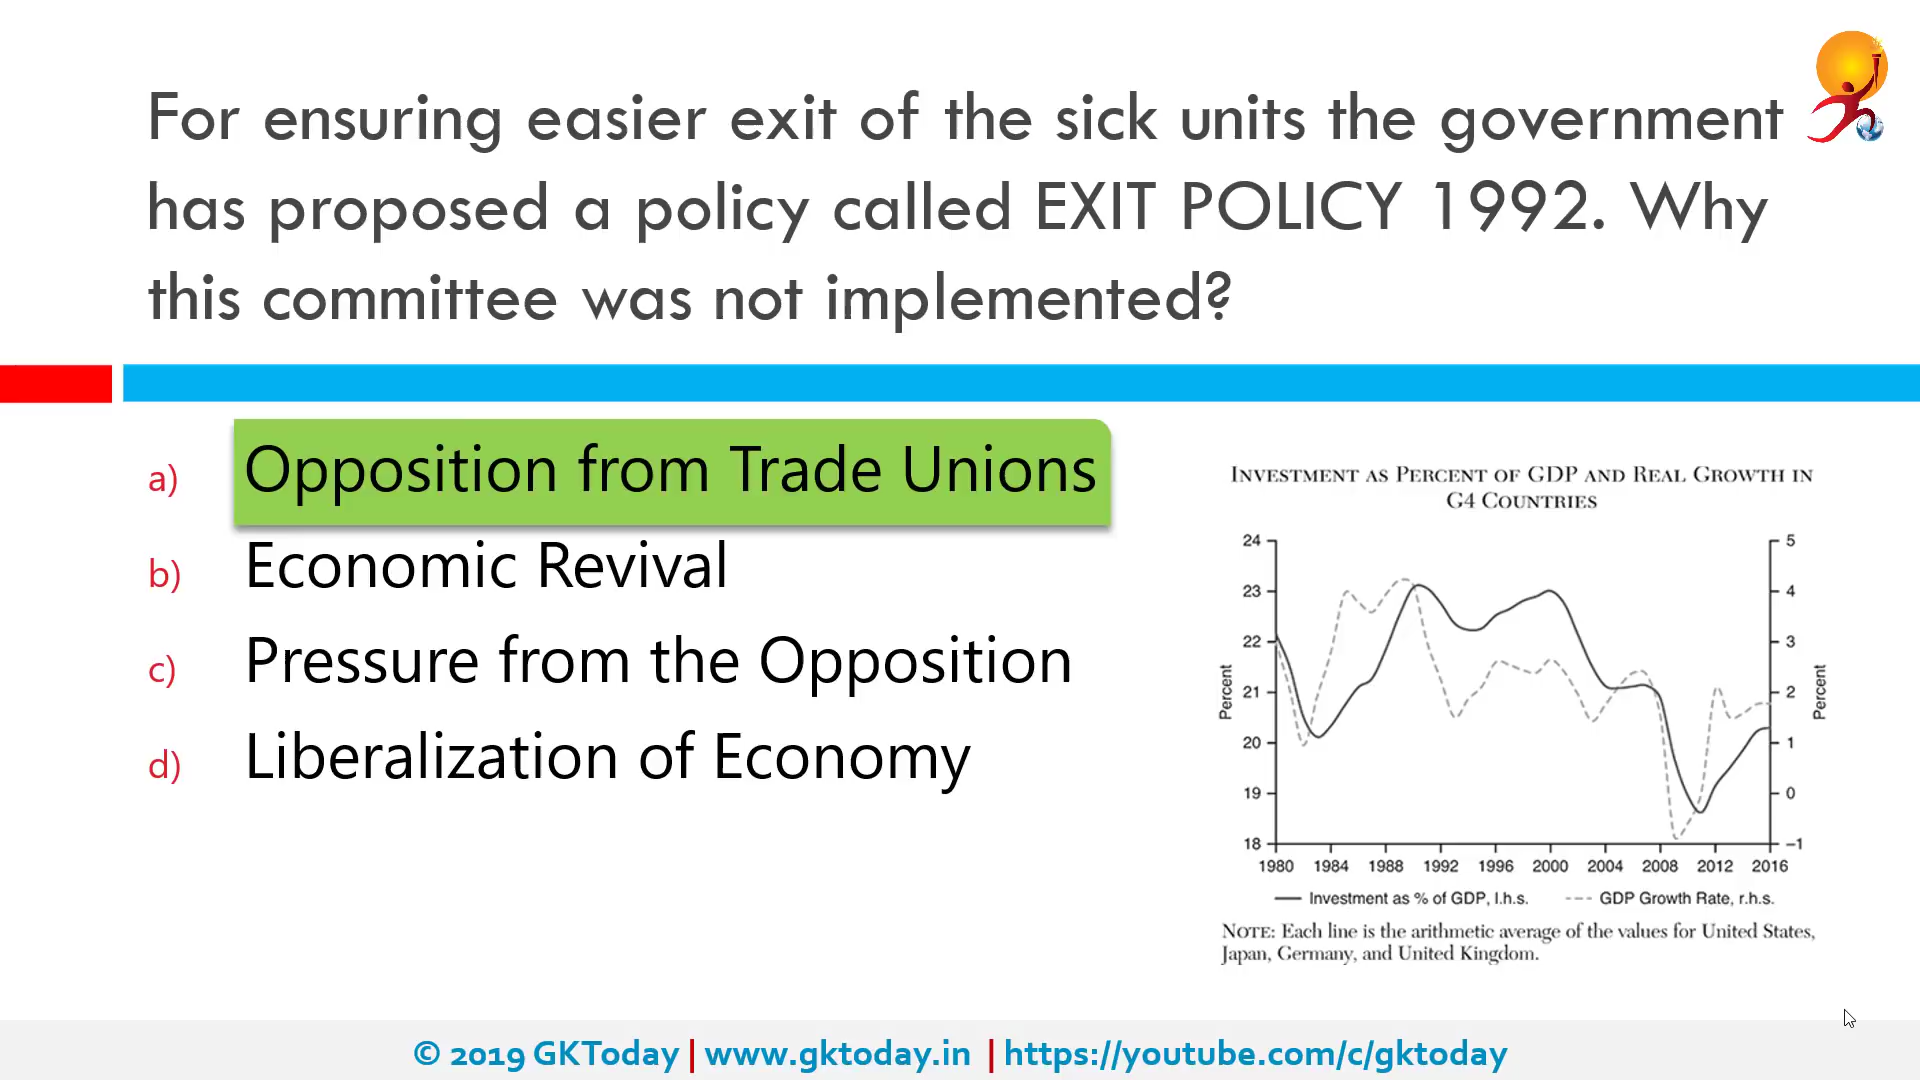 For ensuring easier exit of the sick units the government
has proposed a policy called EXIT POLICY 1992. Why
this committee was not implemented?
a) Opposition from Trade Unions
b) Economic Revival
c) Pressure from the Opposition
d) Liberalization of Economy
INVESTMENT AS PERCENT OF GDP AND REAL GROWTH IN
G4 COUNTRIES
24 5
23 4
22 3
21 2
20 1
19 0
18 –1
Percent
Percent
1980 1984 1988 1992 1996 2000 2004 2008 2012 2016
Investment as % of GDP, l.h.s. GDP Growth Rate, r.h.s.
NOTE: Each line is the arithmetic average of the values for United States,
Japan, Germany, and United Kingdom.
© 2019 GKToday | www.gktoday.in | https://youtube.com/c/gktoday